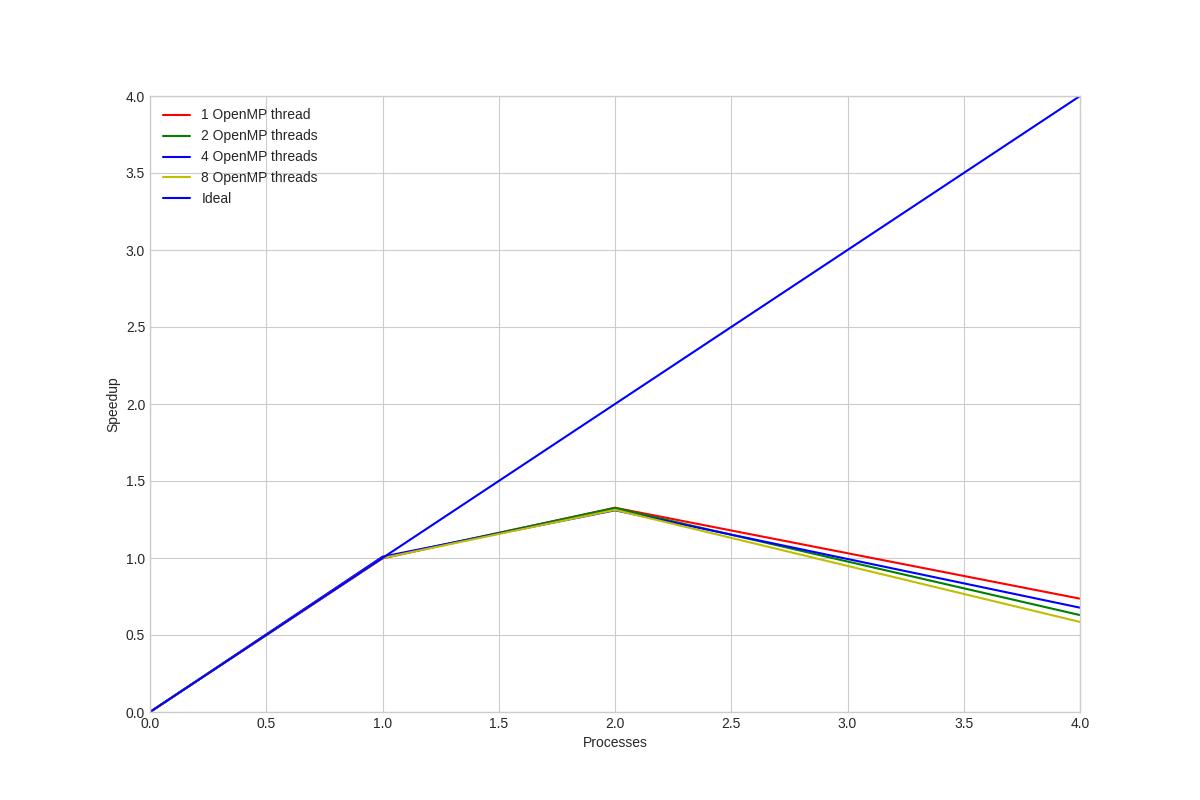 1 OpenMP thread
2 OpenMP threads
4 OpenMP threads
8 OpenMP threads
Ideal
4.0
3.5
3.0
2.5
2.0
1.5
1.0
0.5
0.0
Speedup
0.0 0.5 1.0 1.5 2.0 2.5 3.0 3.5 4.0
Processes